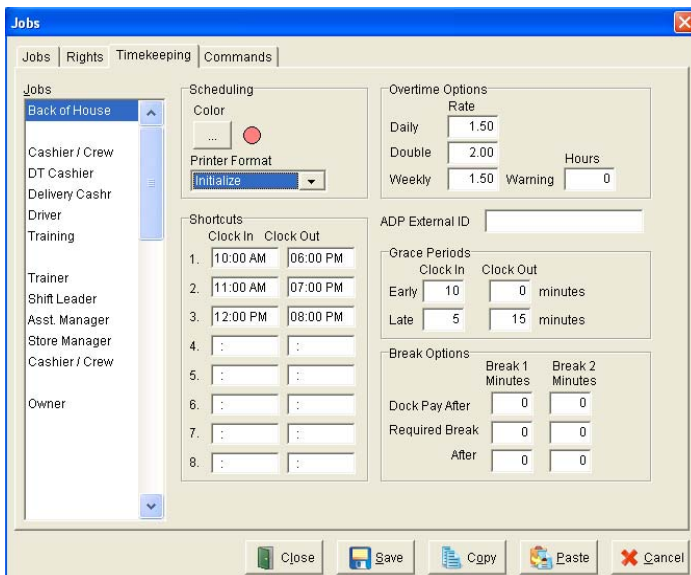 Jobs
Jobs Rights Timekeeping Commands
Jobs
Back of House
Cashier / Crew
DT Cashier
Delivery Cashr
Driver
Training
Trainer
Shift Leader
Asst. Manager
Store Manager
Cashier / Crew
Owner
Scheduling
Color
...
Printer Format
Initialize
Shortcuts
Clock In Clock Out
1. 10:00 AM 06:00 PM
2. 11:00 AM 07:00 PM
3. 12:00 PM 08:00 PM
4. : :
5. : :
6. : :
7. : :
8. : :
Overtime Options
Rate
Daily 1.50
Double 2.00 Hours
Weekly 1.50 Warning 0
ADP External ID
Grace Periods
Clock In Clock Out
Early 10 0 minutes
Late 5 15 minutes
Break Options
Break 1 Break 2
Minutes Minutes
Dock Pay After 0 0
Required Break 0 0
After 0 0
Close Save Copy Paste Cancel